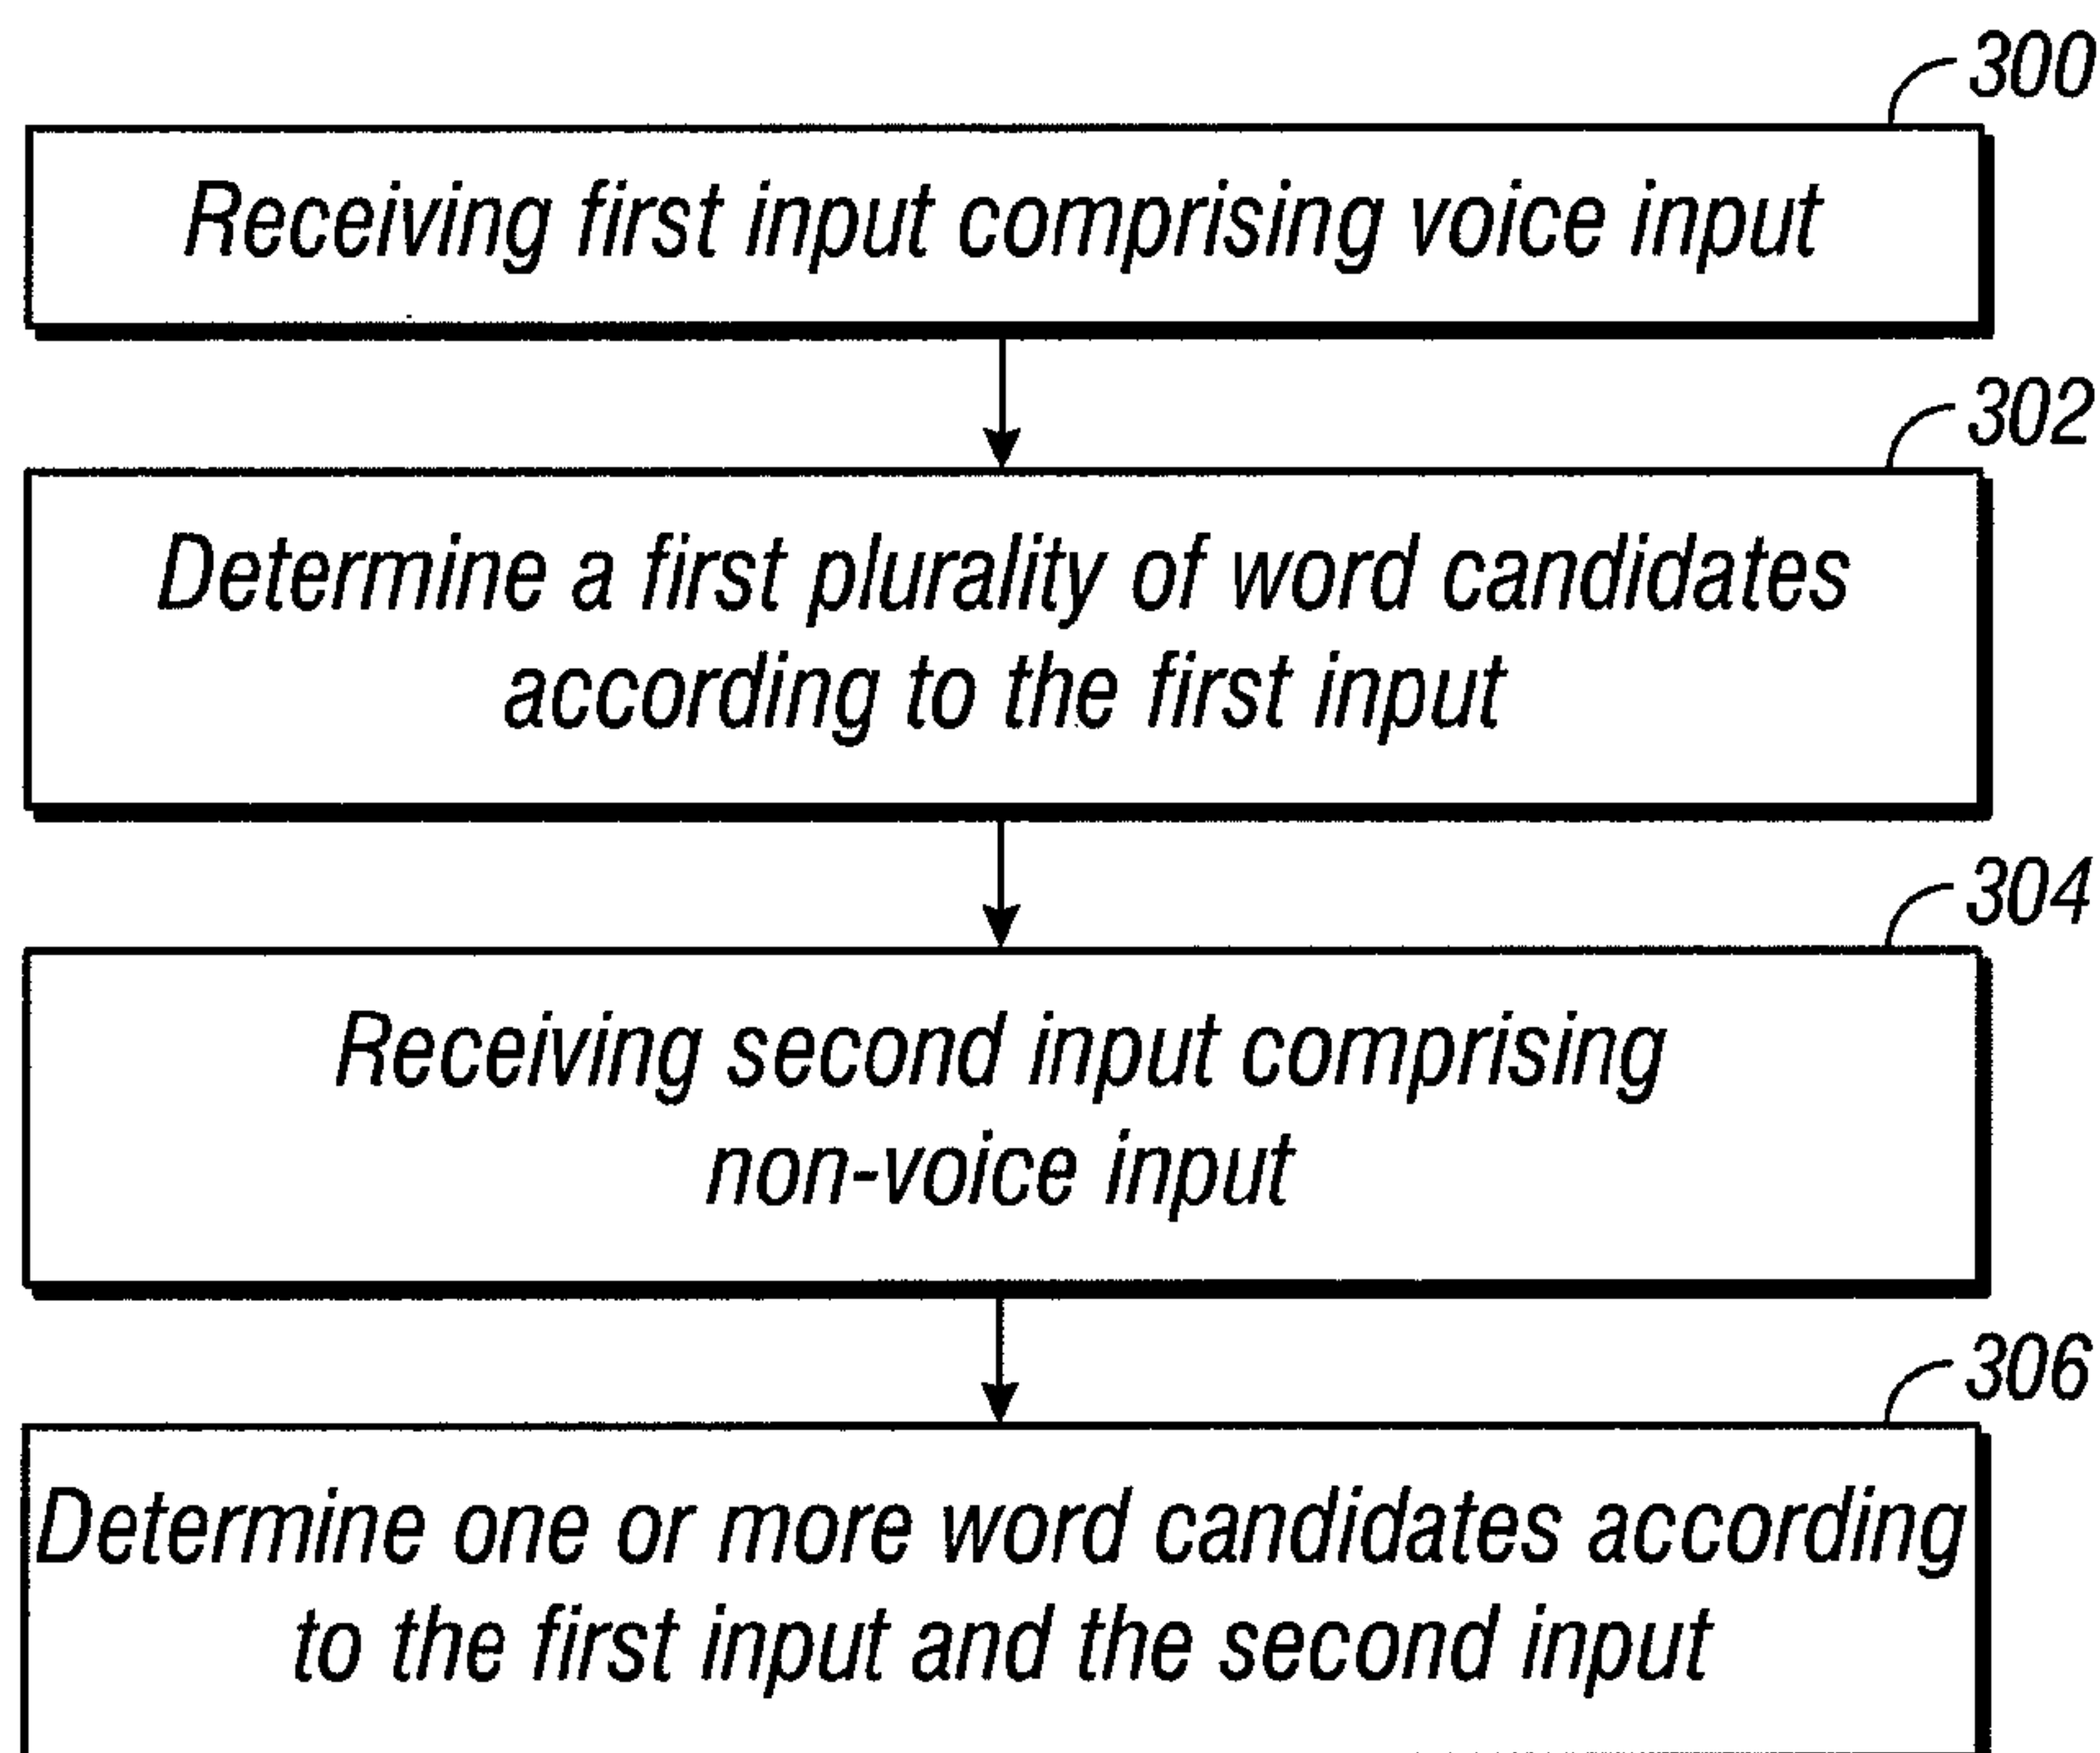 300
Receiving first input comprising voice input
302
Determine a first plurality of word candidates
according to the first input
304
Receiving second input comprising
non-voice input
306
Determine one or more word candidates according
to the first input and the second input